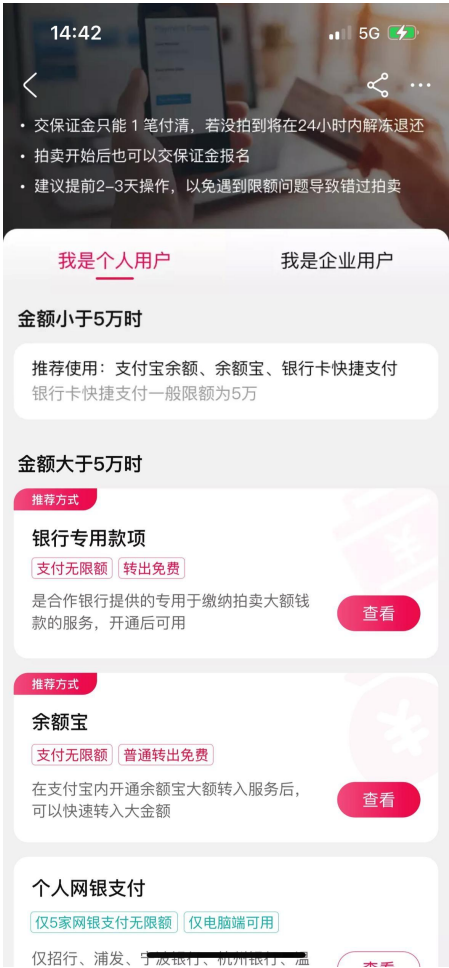 14:42
5G
交保证金只能 1 笔付清，若没拍到将在24小时内解冻退还
拍卖开始后也可以交保证金报名
建议提前2–3天操作，以免遇到限额问题导致错过拍卖
我是个人用户
我是企业用户
金额小于5万时
推荐使用：支付宝余额、余额宝、银行卡快捷支付
银行卡快捷支付一般限额为5万
金额大于5万时
推荐方式
银行专用款项
支付无限额 转出免费
是合作银行提供的专用于缴纳拍卖大额钱
款的服务，开通后可用
查看
推荐方式
余额宝
支付无限额 普通转出免费
在支付宝内开通余额宝大额转入服务后，
可以快速转入大金额
查看
个人网银支付
仅5家网银支付无限额 仅电脑端可用
仅招行、浦发、宁波银行、杭州银行、温
查看